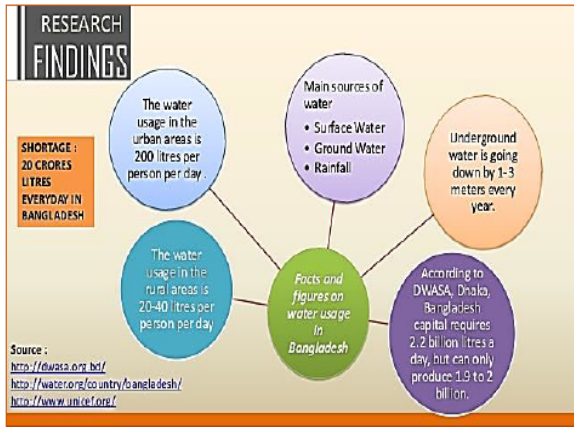 RESEARCH
FINDINGS
The water
usage in the
urban areas is
200 litres per
person per day .
Main sources of
water
• Surface Water
• Ground Water
• Rainfall
Underground
water is going
down by 1-3
meters every
year.
SHORTAGE :
20 CRORES
LITRES
EVERYDAY IN
BANGLADESH
The water
usage in the
rural areas is
20-40 litres per
person per day
Facts and
figures on
water usage
in
Bangladesh
According to
DWASA, Dhaka,
Bangladesh
capital requires
2.2 billion litres a
day, but can only
produce 1.9 to 2
billion.
Source :
http://dwasa.org.bd/
http://water.org/country/bangladesh/
http://www.unicef.org/